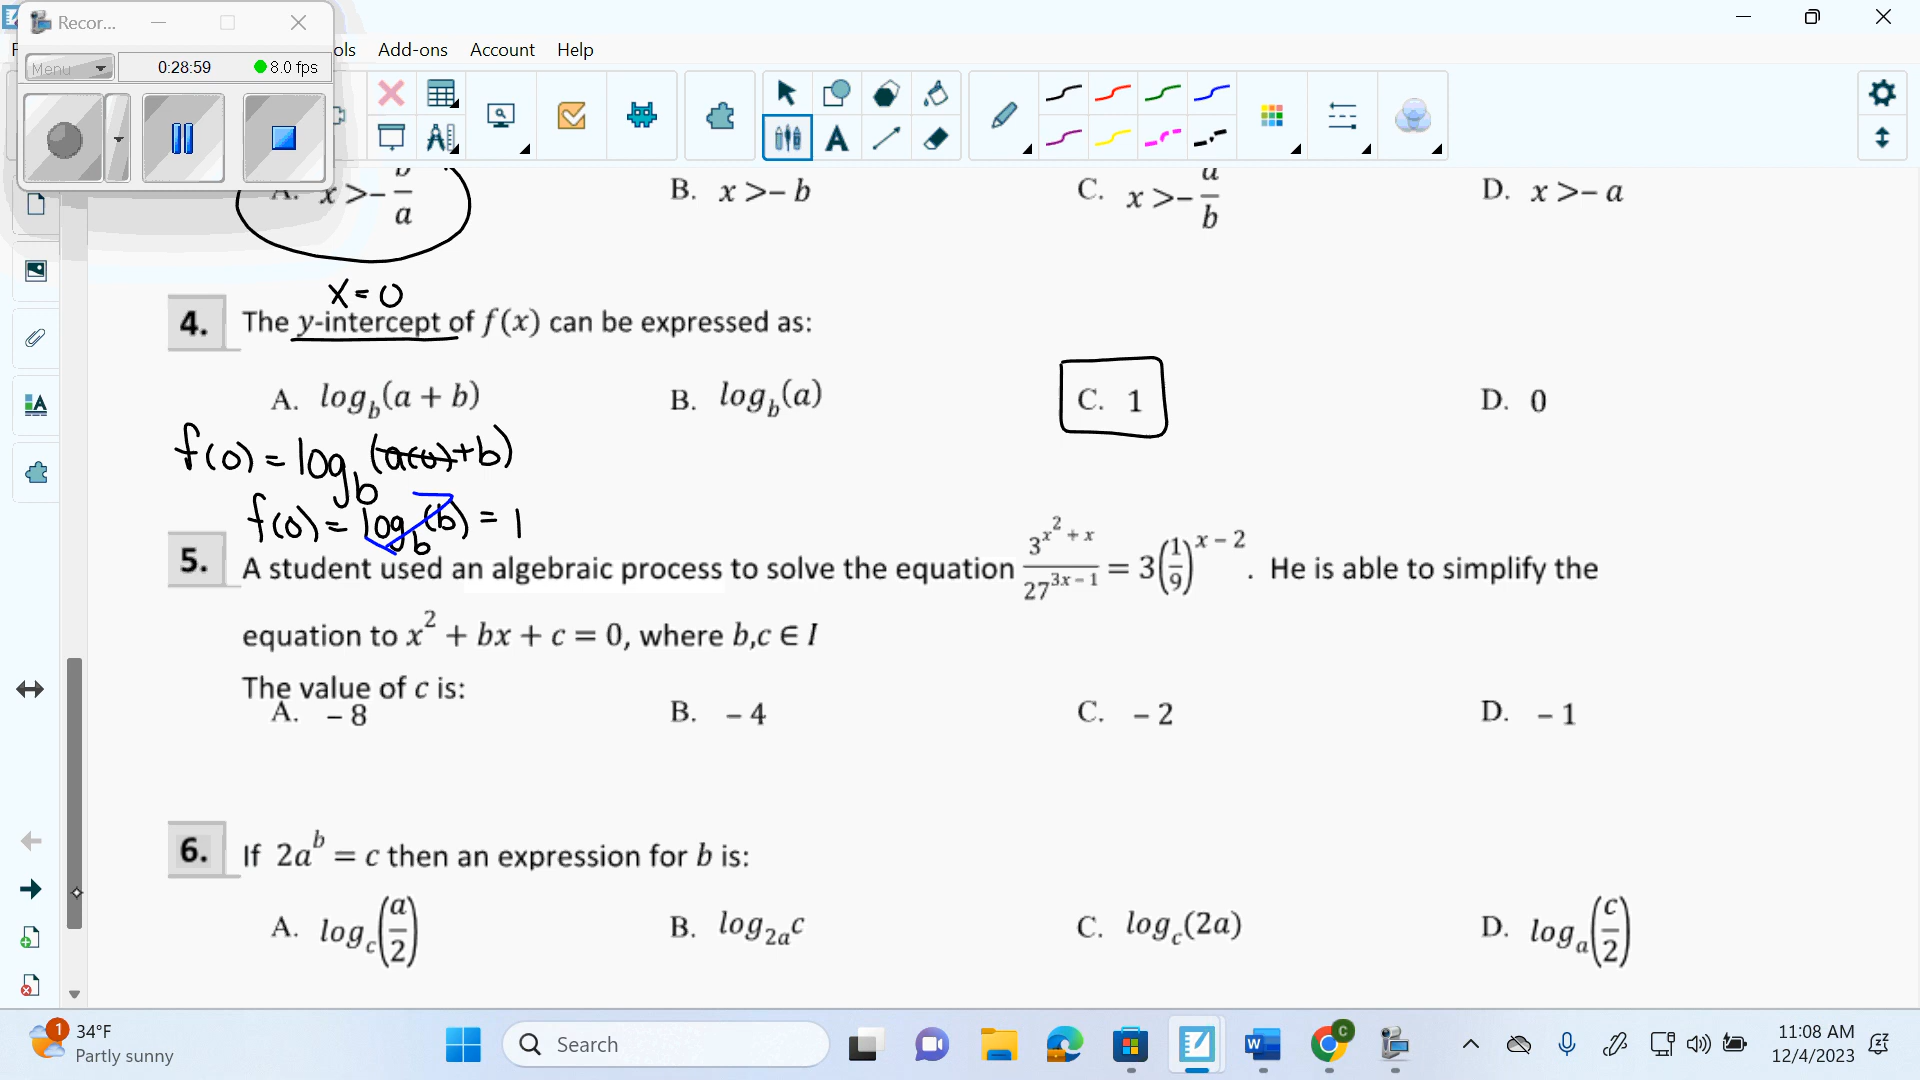 Recor...
Menu 0:28:59 8.0 fps
ols Add-ons Account Help
A. x >– b/a B. x >– b C. x >– a/b D. x >– a
x = 0
4. The y-intercept of f(x) can be expressed as:
A. log_b(a + b) B. log_b(a) C. 1 D. 0
f(0) = log_b(a(0)+b)
f(0) = log_b(b) = 1
5. A student used an algebraic process to solve the equation 3^(x^2 + x)/27^(3x – 1) = 3(1/9)^(x – 2). He is able to simplify the
equation to x^2 + bx + c = 0, where b,c ∈ I
The value of c is:
A. – 8 B. – 4 C. – 2 D. – 1
6. If 2a^b = c then an expression for b is:
A. log_c(a/2) B. log_2a c C. log_c(2a) D. log_a(c/2)
1 34°F
Partly sunny
Search
C
11:08 AM
12/4/2023